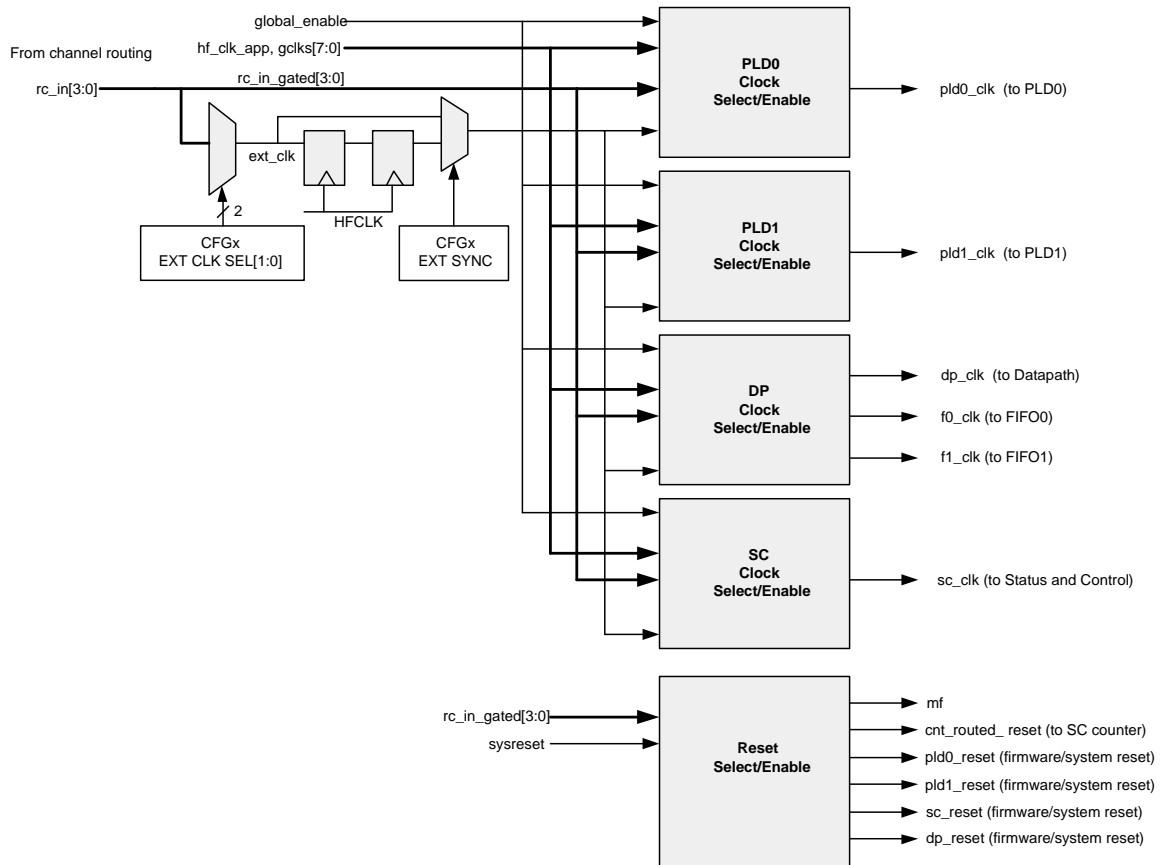 global_enable
hf_clk_app, gclks[7:0]
From channel routing
rc_in_gated[3:0]
rc_in[3:0]
PLD0
Clock
Select/Enable
pld0_clk (to PLD0)
ext_clk
2
HFCLK
CFGx
EXT CLK SEL[1:0]
CFGx
EXT SYNC
PLD1
Clock
Select/Enable
pld1_clk (to PLD1)
DP
Clock
Select/Enable
dp_clk (to Datapath)
f0_clk (to FIFO0)
f1_clk (to FIFO1)
SC
Clock
Select/Enable
sc_clk (to Status and Control)
rc_in_gated[3:0]
sysreset
Reset
Select/Enable
mf
cnt_routed_ reset (to SC counter)
pld0_reset (firmware/system reset)
pld1_reset (firmware/system reset)
sc_reset (firmware/system reset)
dp_reset (firmware/system reset)